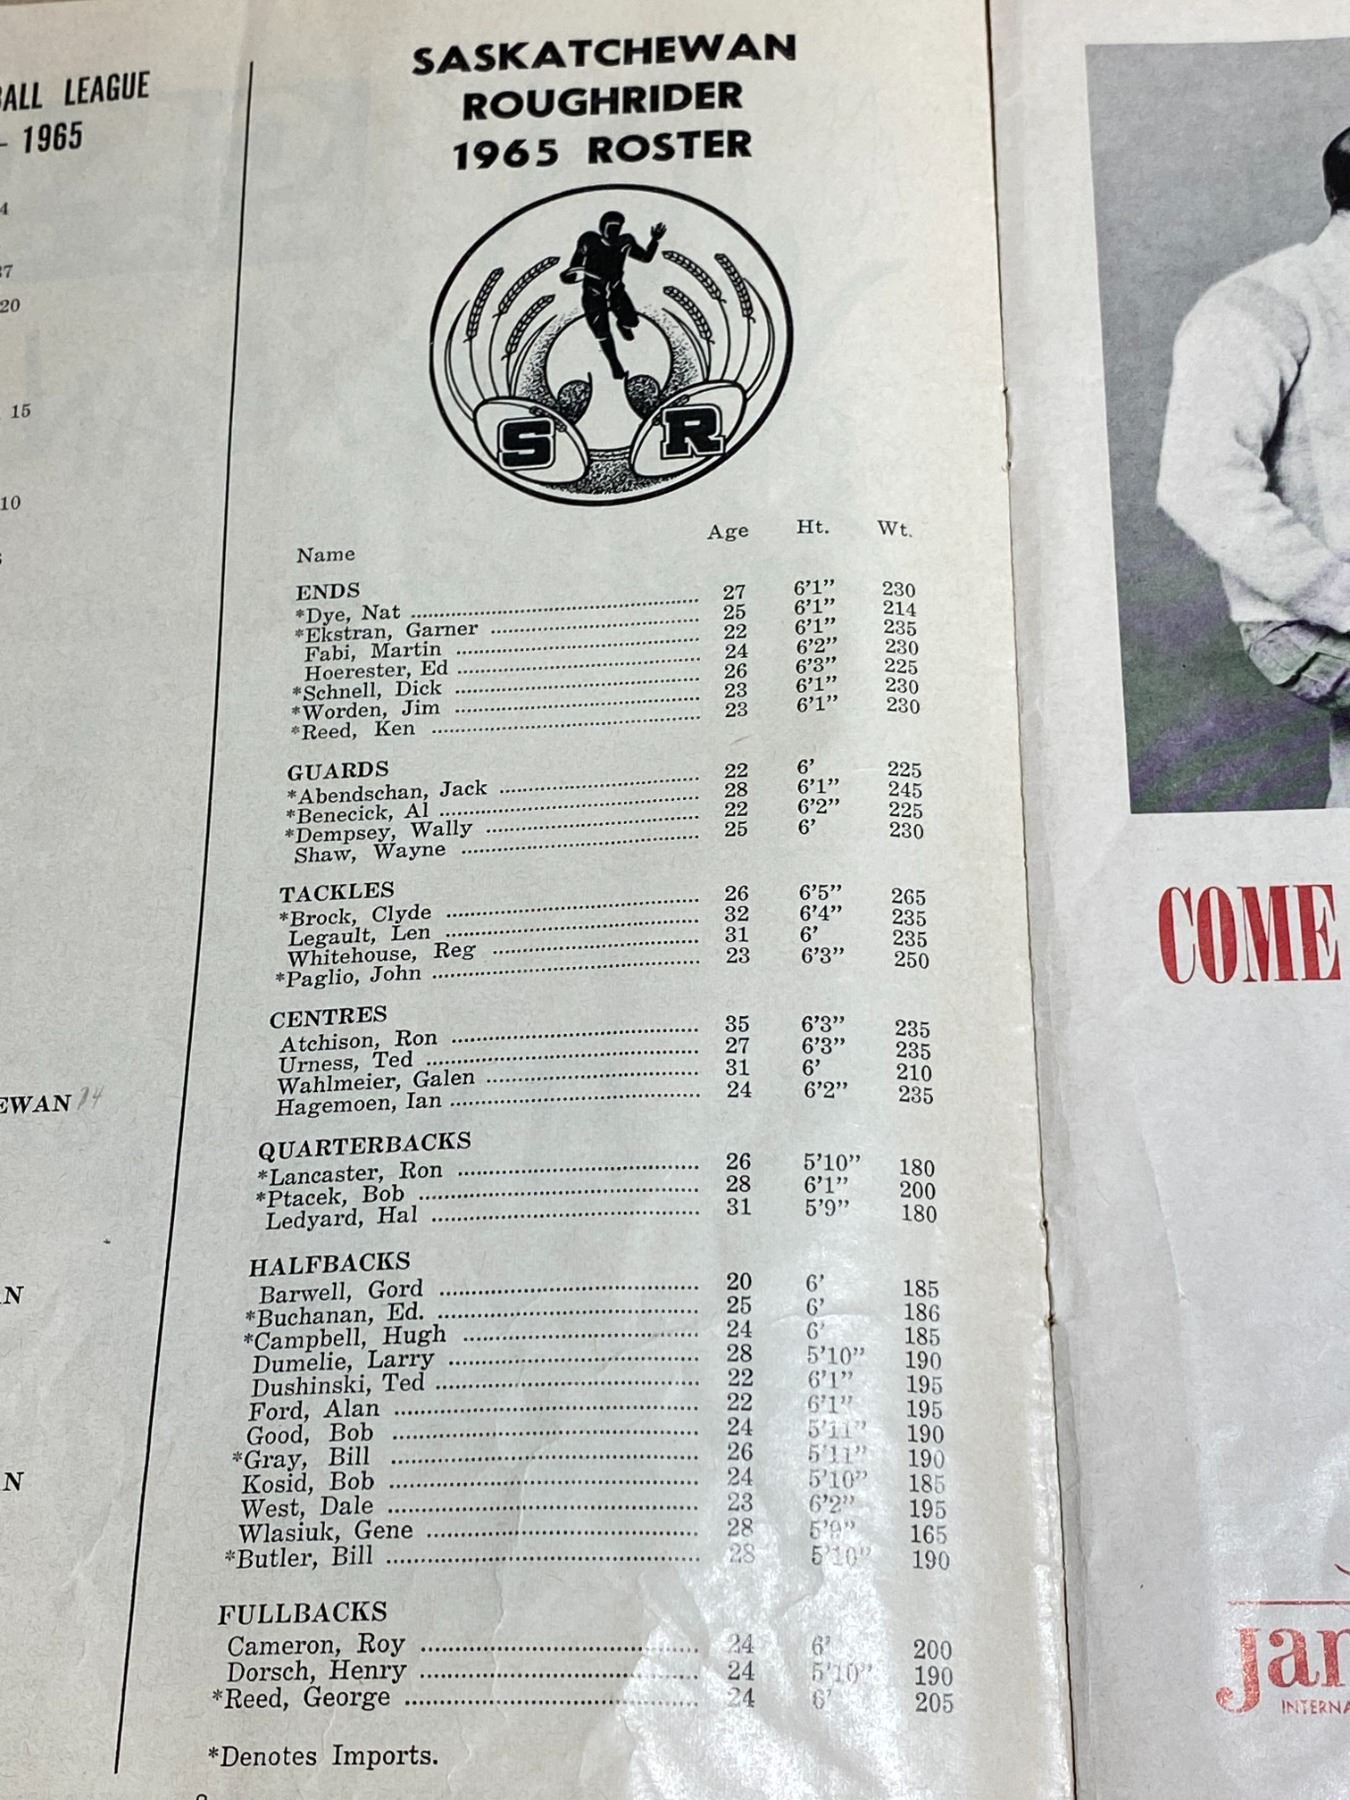 BALL LEAGUE
– 1965
4
27
20
15
10
EWAN 24
AN
AN
SASKATCHEWAN
ROUGHRIDER
1965 ROSTER
S R
Name Age Ht. Wt.
ENDS
*Dye, Nat 27 6'1" 230
*Ekstran, Garner 25 6'1" 214
Fabi, Martin 22 6'1" 235
Hoerester, Ed 24 6'2" 230
*Schnell, Dick 26 6'3" 225
*Worden, Jim 23 6'1" 230
*Reed, Ken 23 6'1" 230
GUARDS
*Abendschan, Jack 22 6' 225
*Benecick, Al 28 6'1" 245
*Dempsey, Wally 22 6'2" 225
Shaw, Wayne 25 6' 230
TACKLES
*Brock, Clyde 26 6'5" 265
Legault, Len 32 6'4" 235
Whitehouse, Reg 31 6' 235
*Paglio, John 23 6'3" 250
CENTRES
Atchison, Ron 35 6'3" 235
Urness, Ted 27 6'3" 235
Wahlmeier, Galen 31 6' 210
Hagemoen, Ian 24 6'2" 235
QUARTERBACKS
*Lancaster, Ron 26 5'10" 180
*Ptacek, Bob 28 6'1" 200
Ledyard, Hal 31 5'9" 180
HALFBACKS
Barwell, Gord 20 6' 185
*Buchanan, Ed. 25 6' 186
*Campbell, Hugh 24 6' 185
Dumelie, Larry 28 5'10" 190
Dushinski, Ted 22 6'1" 195
Ford, Alan 22 6'1" 195
Good, Bob 24 5'11" 190
*Gray, Bill 26 5'11" 190
Kosid, Bob 24 5'10" 185
West, Dale 23 6'2" 195
Wlasiuk, Gene 28 5'9" 165
*Butler, Bill 28 5'10" 190
FULLBACKS
Cameron, Roy 24 6' 200
Dorsch, Henry 24 5'10" 190
*Reed, George 24 6' 205
*Denotes Imports.
COME
Jan
INTERNA